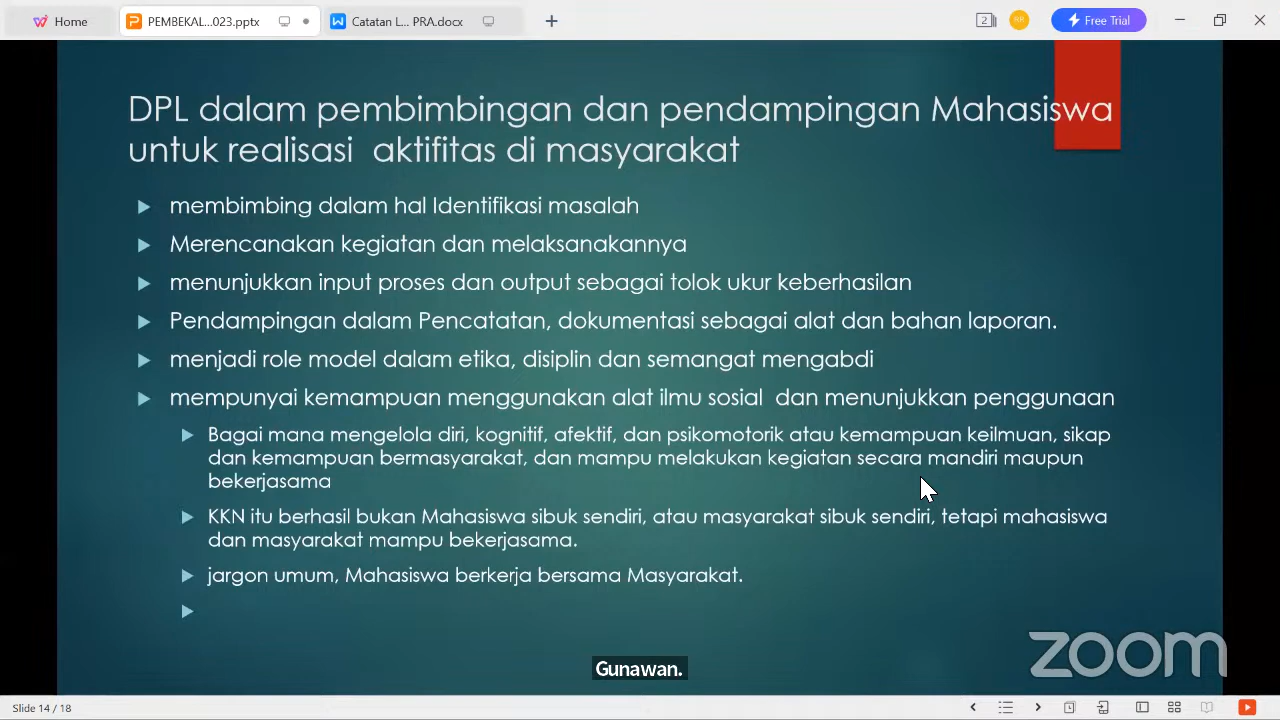 Home
PEMBEKAL...023.pptx
Catatan L... PRA.docx
2
RR
Free Trial
DPL dalam pembimbingan dan pendampingan Mahasiswa
untuk realisasi  aktifitas di masyarakat
membimbing dalam hal Identifikasi masalah
Merencanakan kegiatan dan melaksanakannya
menunjukkan input proses dan output sebagai tolok ukur keberhasilan
Pendampingan dalam Pencatatan, dokumentasi sebagai alat dan bahan laporan.
menjadi role model dalam etika, disiplin dan semangat mengabdi
mempunyai kemampuan menggunakan alat ilmu sosial  dan menunjukkan penggunaan
Bagai mana mengelola diri, kognitif, afektif, dan psikomotorik atau kemampuan keilmuan, sikap
dan kemampuan bermasyarakat, dan mampu melakukan kegiatan secara mandiri maupun
bekerjasama
KKN itu berhasil bukan Mahasiswa sibuk sendiri, atau masyarakat sibuk sendiri, tetapi mahasiswa
dan masyarakat mampu bekerjasama.
jargon umum, Mahasiswa berkerja bersama Masyarakat.
zoom
Gunawan.
Slide 14 / 18